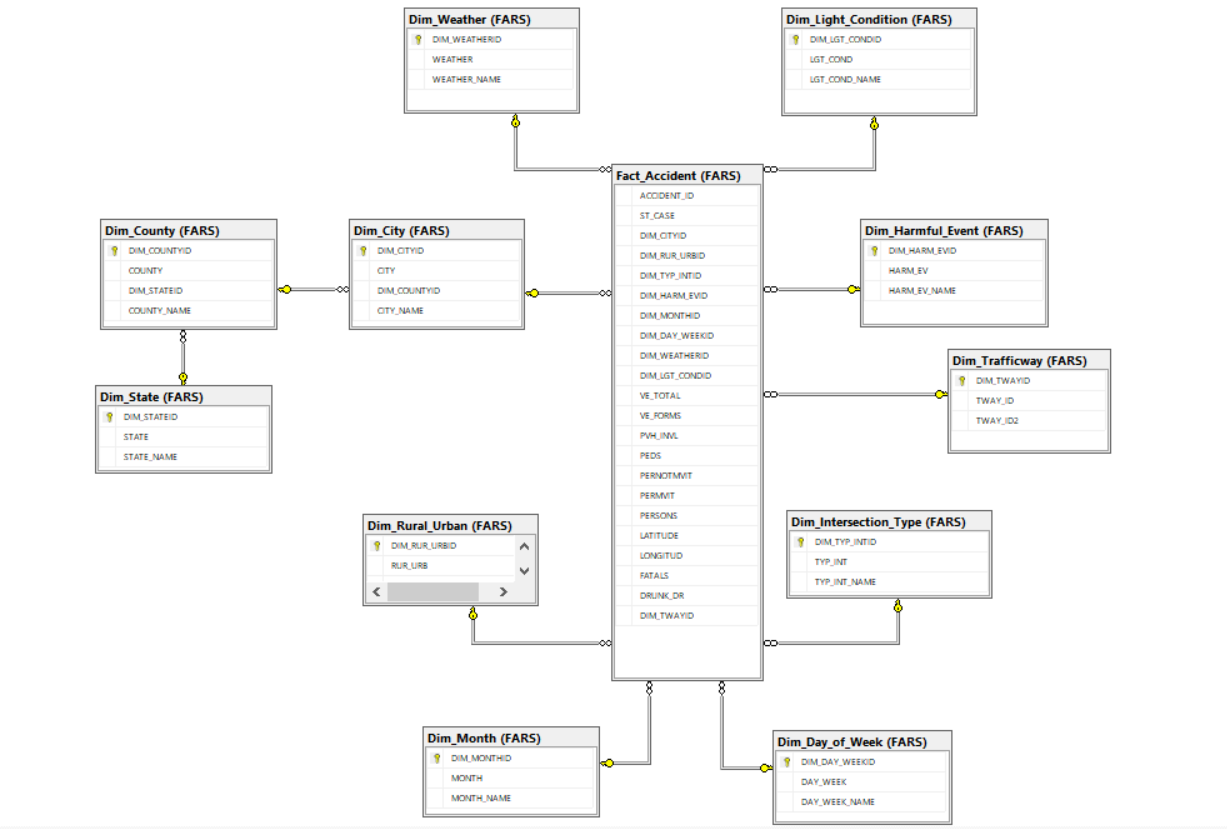 Dim_Weather (FARS)
DIM_WEATHERID
WEATHER
WEATHER_NAME
Dim_Light_Condition (FARS)
DIM_LGT_CONDID
LGT_COND
LGT_COND_NAME
Fact_Accident (FARS)
ACCIDENT_ID
ST_CASE
DIM_CITYID
DIM_RUR_URBID
DIM_TYP_INTID
DIM_HARM_EVID
DIM_MONTHID
DIM_DAY_WEEKID
DIM_WEATHERID
DIM_LGT_CONDID
VE_TOTAL
VE_FORMS
PVH_INVL
PEDS
PERNOTMVIT
PERMVIT
PERSONS
LATITUDE
LONGITUD
FATALS
DRUNK_DR
DIM_TWAYID
Dim_County (FARS)
DIM_COUNTYID
COUNTY
DIM_STATEID
COUNTY_NAME
Dim_City (FARS)
DIM_CITYID
CITY
DIM_COUNTYID
CITY_NAME
Dim_Harmful_Event (FARS)
DIM_HARM_EVID
HARM_EV
HARM_EV_NAME
Dim_Trafficway (FARS)
DIM_TWAYID
TWAY_ID
TWAY_ID2
Dim_State (FARS)
DIM_STATEID
STATE
STATE_NAME
Dim_Rural_Urban (FARS)
DIM_RUR_URBID
RUR_URB
Dim_Intersection_Type (FARS)
DIM_TYP_INTID
TYP_INT
TYP_INT_NAME
Dim_Month (FARS)
DIM_MONTHID
MONTH
MONTH_NAME
Dim_Day_of_Week (FARS)
DIM_DAY_WEEKID
DAY_WEEK
DAY_WEEK_NAME